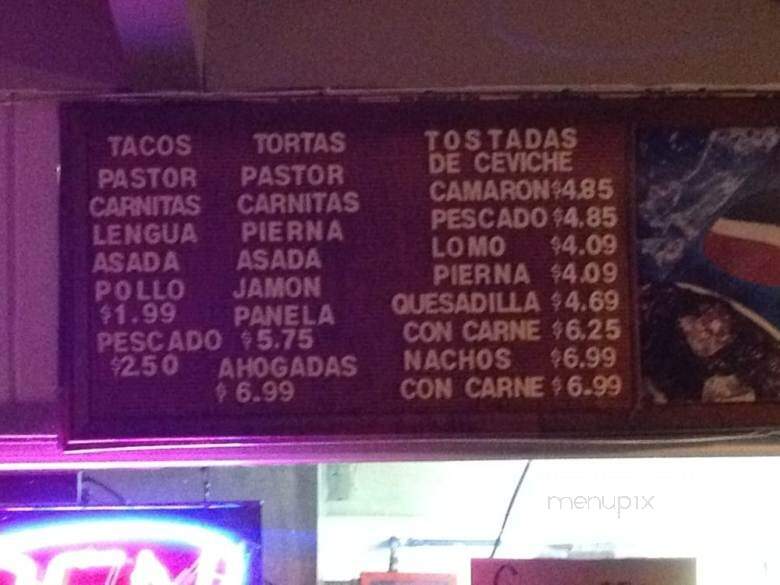 TACOS
PASTOR
CARNITAS
LENGUA
ASADA
POLLO
$1.99
PESCADO
$2.50
TORTAS
PASTOR
CARNITAS
PIERNA
ASADA
JAMON
PANELA
$5.75
AHOGADAS
$6.99
TOSTADAS
DE CEVICHE
CAMARON $4.85
PESCADO $4.85
LOMO $4.09
PIERNA $4.09
QUESADILLA $4.69
CON CARNE $6.25
NACHOS $6.99
CON CARNE $6.99
menupix